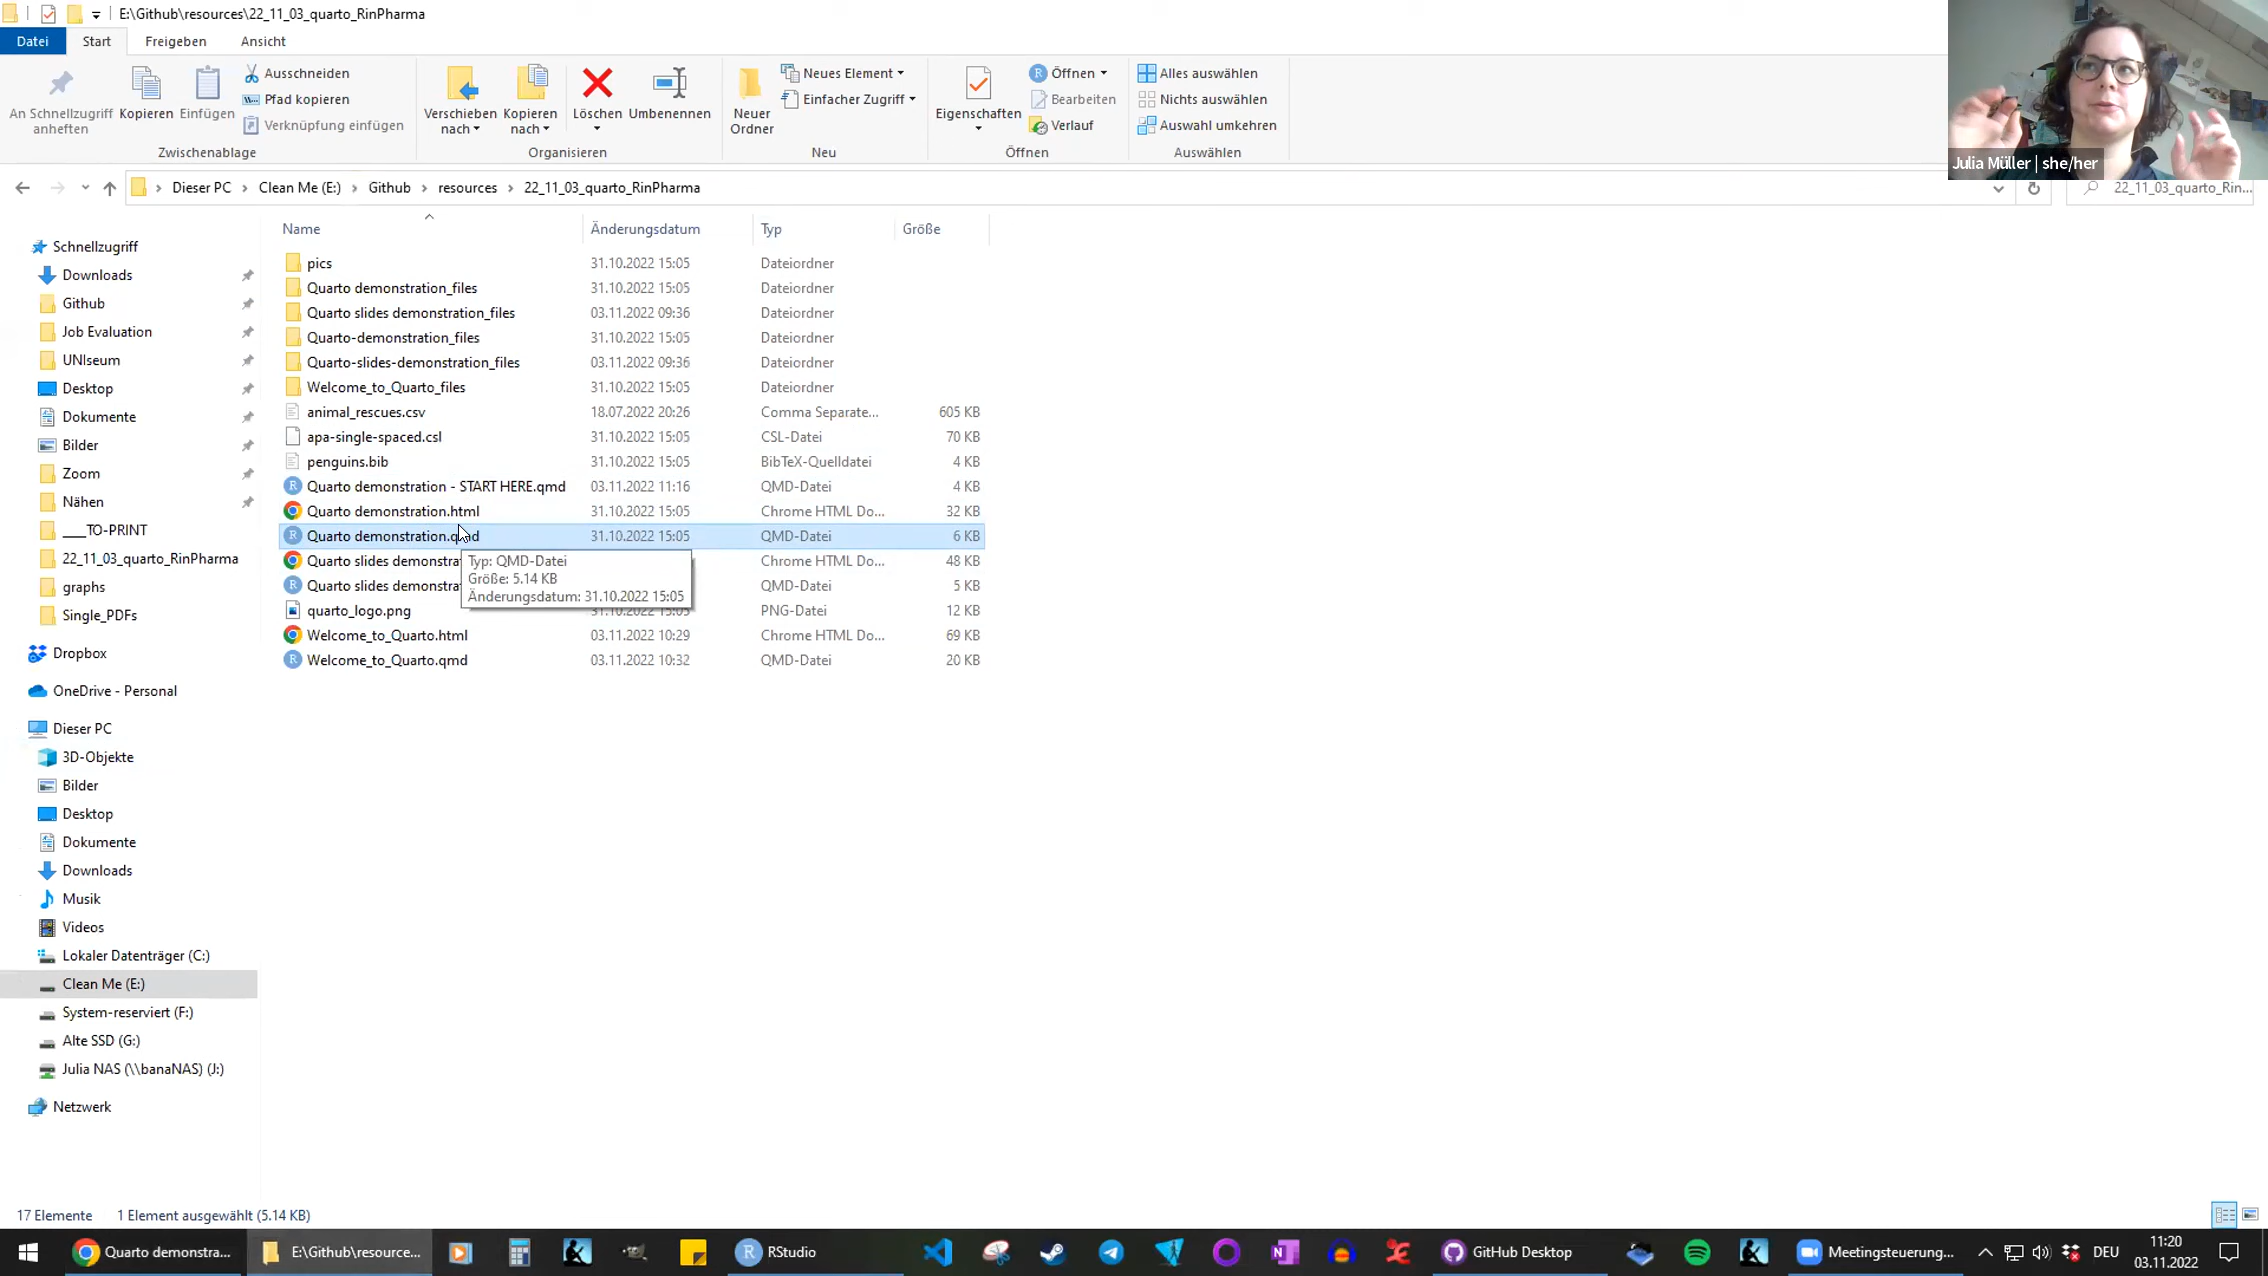 E:\Github\resources\22_11_03_quarto_RinPharma
Datei Start Freigeben Ansicht
An Schnellzugriff anheften
Kopieren
Einfügen
Ausschneiden
Pfad kopieren
Verknüpfung einfügen
Zwischenablage
Verschieben nach
Kopieren nach
Löschen
Umbenennen
Organisieren
Neuer Ordner
Neues Element
Einfacher Zugriff
Neu
Eigenschaften
Öffnen
Bearbeiten
Verlauf
Öffnen
Alles auswählen
Nichts auswählen
Auswahl umkehren
Auswählen
Julia Müller | she/her
Dieser PC › Clean Me (E:) › Github › resources › 22_11_03_quarto_RinPharma
22_11_03_quarto_Rin...
Schnellzugriff
Downloads
Github
Job Evaluation
UNIseum
Desktop
Dokumente
Bilder
Zoom
Nähen
___TO-PRINT
22_11_03_quarto_RinPharma
graphs
Single_PDFs
Dropbox
OneDrive - Personal
Dieser PC
3D-Objekte
Bilder
Desktop
Dokumente
Downloads
Musik
Videos
Lokaler Datenträger (C:)
Clean Me (E:)
System-reserviert (F:)
Alte SSD (G:)
Julia NAS (\\banaNAS) (J:)
Netzwerk
Name Änderungsdatum Typ Größe
pics 31.10.2022 15:05 Dateiordner
Quarto demonstration_files 31.10.2022 15:05 Dateiordner
Quarto slides demonstration_files 03.11.2022 09:36 Dateiordner
Quarto-demonstration_files 31.10.2022 15:05 Dateiordner
Quarto-slides-demonstration_files 03.11.2022 09:36 Dateiordner
Welcome_to_Quarto_files 31.10.2022 15:05 Dateiordner
animal_rescues.csv 18.07.2022 20:26 Comma Separate... 605 KB
apa-single-spaced.csl 31.10.2022 15:05 CSL-Datei 70 KB
penguins.bib 31.10.2022 15:05 BibTeX-Quelldatei 4 KB
Quarto demonstration - START HERE.qmd 03.11.2022 11:16 QMD-Datei 4 KB
Quarto demonstration.html 31.10.2022 15:05 Chrome HTML Do... 32 KB
Quarto demonstration.qmd 31.10.2022 15:05 QMD-Datei 6 KB
Quarto slides demonstra Chrome HTML Do... 48 KB
Quarto slides demonstra QMD-Datei 5 KB
Typ: QMD-Datei
Größe: 5.14 KB
Änderungsdatum: 31.10.2022 15:05
quarto_logo.png 31.10.2022 15:05 PNG-Datei 12 KB
Welcome_to_Quarto.html 03.11.2022 10:29 Chrome HTML Do... 69 KB
Welcome_to_Quarto.qmd 03.11.2022 10:32 QMD-Datei 20 KB
17 Elemente 1 Element ausgewählt (5.14 KB)
Quarto demonstra...
E:\Github\resource...
RStudio
GitHub Desktop
Meetingsteuerung...
DEU
11:20
03.11.2022